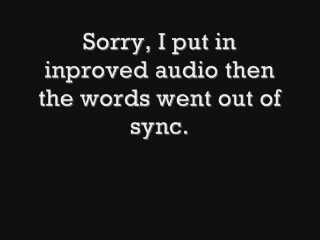 Sorry, I put in
inproved audio then
the words went out of
sync.